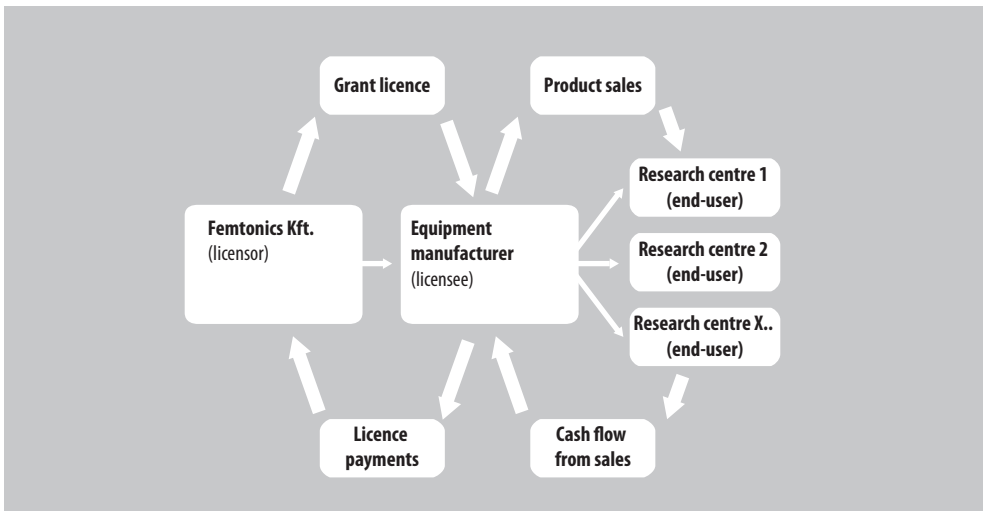 Grant licence
Product sales
Research centre 1
(end-user)
Femtonics Kft.
(licensor)
Equipment
manufacturer
(licensee)
Research centre 2
(end-user)
Research centre X..
(end-user)
Licence
payments
Cash flow
from sales